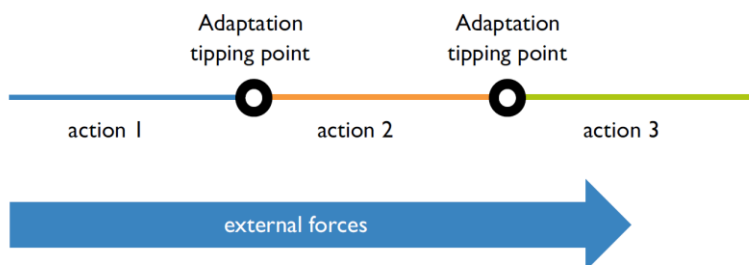 Adaptation
tipping point
Adaptation
tipping point
action 1
action 2
action 3
external forces